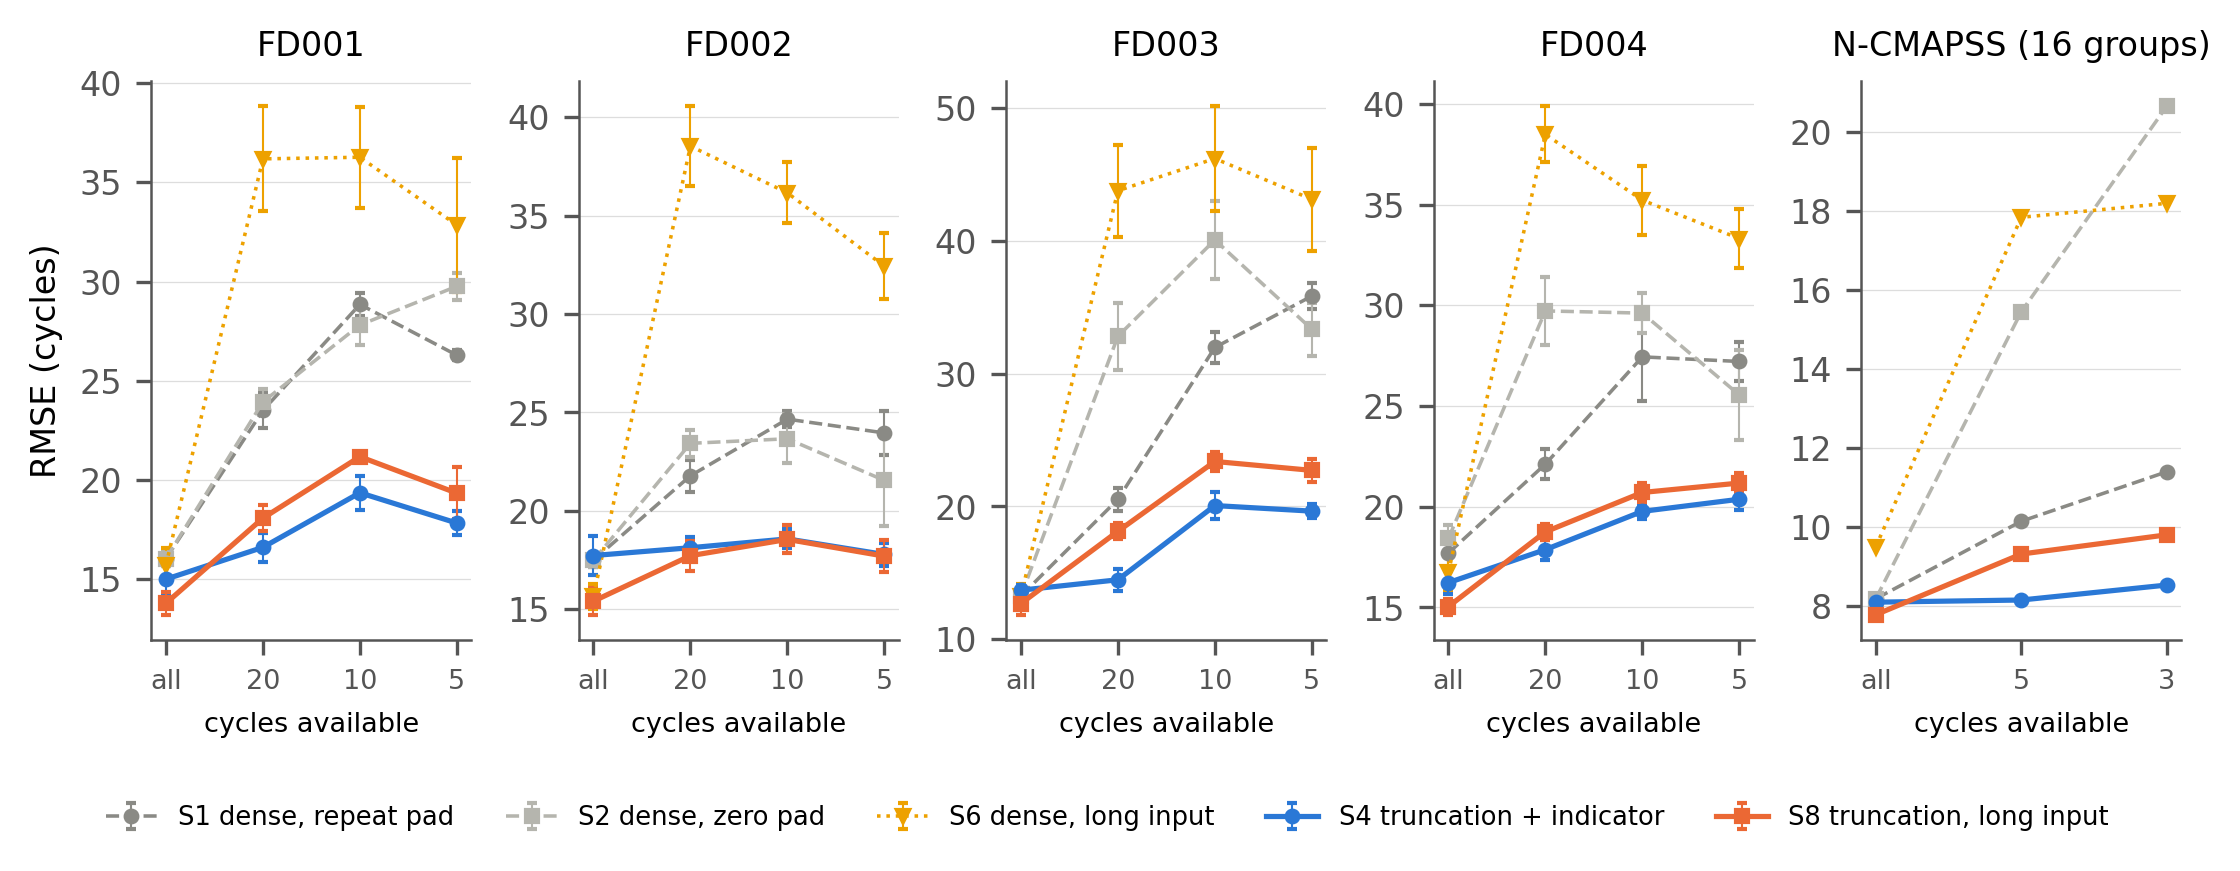 FD001
FD002
FD003
FD004
N-CMAPSS (16 groups)
RMSE (cycles)
40
35
30
25
20
15
40
35
30
25
20
15
50
40
30
20
10
40
35
30
25
20
15
20
18
16
14
12
10
8
all 20 10 5
all 20 10 5
all 20 10 5
all 20 10 5
all 5 3
cycles available
cycles available
cycles available
cycles available
cycles available
S1 dense, repeat pad
S2 dense, zero pad
S6 dense, long input
S4 truncation + indicator
S8 truncation, long input